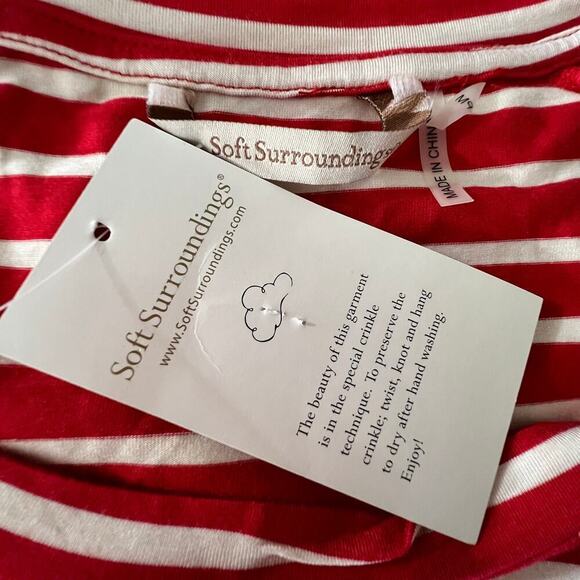 Soft Surroundings
MADE IN CHINA
Soft Surroundings®
www.SoftSurroundings.com
The beauty of this garment
is in the special crinkle
technique. To preserve the
crinkle; twist, knot and hang
to dry after hand washing.
Enjoy!